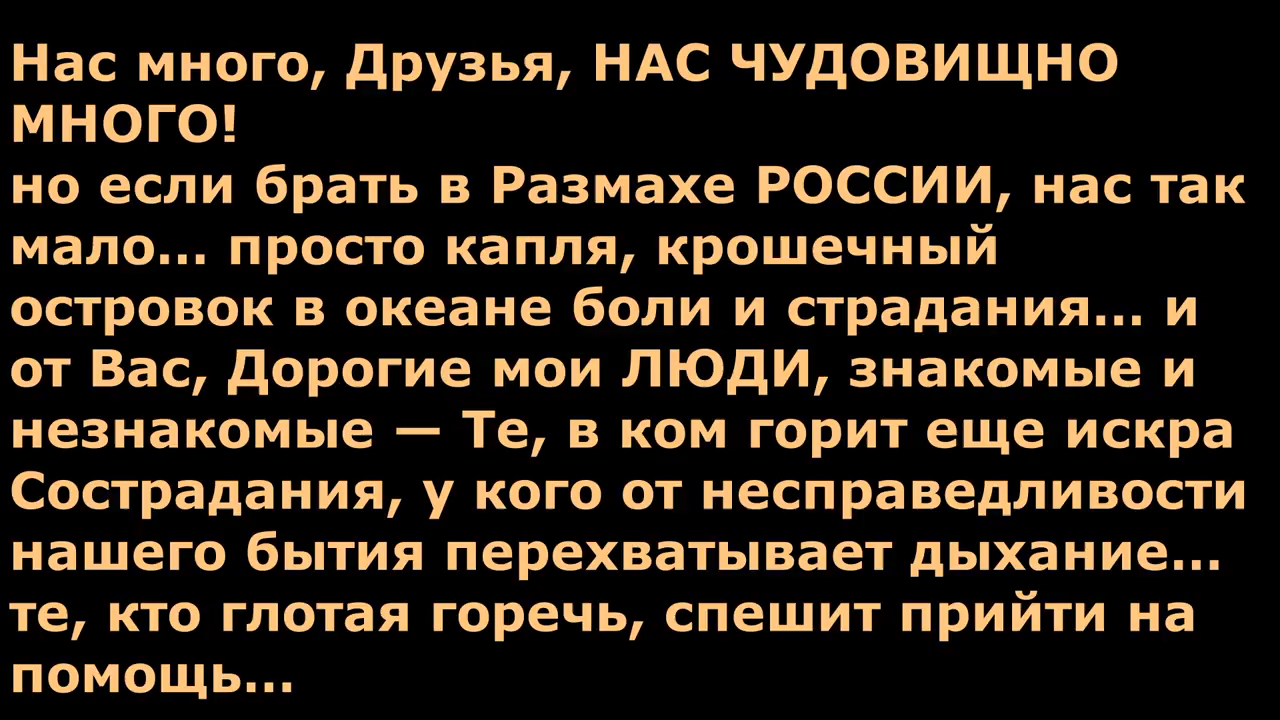 Нас много, Друзья, НАС ЧУДОВИЩНО
МНОГО!
но если брать в Размахе РОССИИ, нас так
мало... просто капля, крошечный
островок в океане боли и страдания... и
от Вас, Дорогие мои ЛЮДИ, знакомые и
незнакомые — Те, в ком горит еще искра
Сострадания, у кого от несправедливости
нашего бытия перехватывает дыхание...
те, кто глотая горечь, спешит прийти на
помощь...